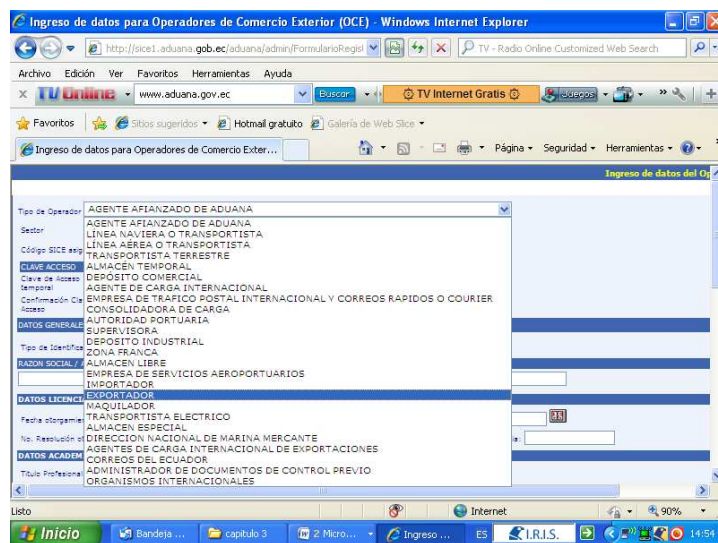 Ingreso de datos para Operadores de Comercio Exterior (OCE) - Windows Internet Explorer
http://sice1.aduana.gob.ec/aduana/admin/FormularioRegist
TV - Radio Online Customized Web Search
Archivo Edición Ver Favoritos Herramientas Ayuda
TV Online www.aduana.gov.ec Buscar TV Internet Gratis Juegos
Favoritos Sitios sugeridos Hotmail gratuito Galería de Web Slice
Ingreso de datos para Operadores de Comercio Exter... Página Seguridad Herramientas
Ingreso de datos del Op
Tipo de Operador AGENTE AFIANZADO DE ADUANA
AGENTE AFIANZADO DE ADUANA
Sector LÍNEA NAVIERA O TRANSPORTISTA
LÍNEA AÉREA O TRANSPORTISTA
Código SICE asig TRANSPORTISTA TERRESTRE
CLAVE ACCESO ALMACÉN TEMPORAL
Clave de Acceso temporal DEPÓSITO COMERCIAL
AGENTE DE CARGA INTERNACIONAL
Confirmación Cla Acceso EMPRESA DE TRAFICO POSTAL INTERNACIONAL Y CORREOS RAPIDOS O COURIER
CONSOLIDADORA DE CARGA
DATOS GENERALE AUTORIDAD PORTUARIA
SUPERVISORA
Tipo de Identifica DEPOSITO INDUSTRIAL
ZONA FRANCA
RAZON SOCIAL / A ALMACEN LIBRE
EMPRESA DE SERVICIOS AEROPORTUARIOS
IMPORTADOR
DATOS LICENCI EXPORTADOR
MAQUILADOR
Fecha otorgamie TRANSPORTISTA ELECTRICO
ALMACEN ESPECIAL
No. Resolución ot DIRECCION NACIONAL DE MARINA MERCANTE ia:
DATOS ACADEM AGENTES DE CARGA INTERNACIONAL DE EXPORTACIONES
CORREOS DEL ECUADOR
Título Profesional ADMINISTRADOR DE DOCUMENTOS DE CONTROL PREVIO
ORGANISMOS INTERNACIONALES
Listo Internet 90%
Inicio Bandeja ... capitulo 3 2 Micro... Ingreso ... ES I.R.I.S. 14:54